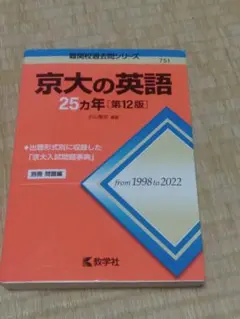 難関校過去問シリーズ
751
京大の英語
25カ年[第12版]
編著
●出題形式別に収録した
「京大入試問題事典」
別冊 問題編
from 1998 to 2022
教学社